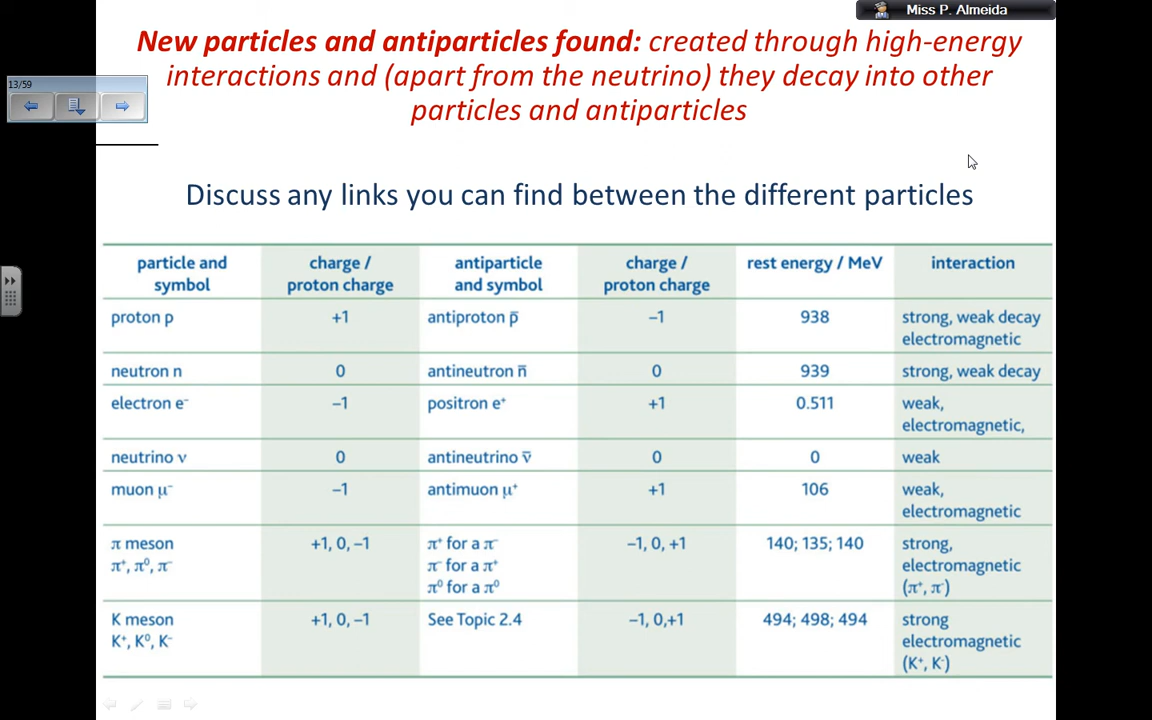 Miss P. Almeida
New particles and antiparticles found: created through high-energy
interactions and (apart from the neutrino) they decay into other
particles and antiparticles
13/59
Discuss any links you can find between the different particles
particle and symbol charge / proton charge antiparticle and symbol charge / proton charge rest energy / MeV interaction
proton p +1 antiproton p̅ –1 938 strong, weak decay
electromagnetic
neutron n 0 antineutron n̅ 0 939 strong, weak decay
electron e⁻ –1 positron e⁺ +1 0.511 weak,
electromagnetic,
neutrino ν 0 antineutrino ν̅ 0 0 weak
muon μ⁻ –1 antimuon μ⁺ +1 106 weak,
electromagnetic
π meson +1, 0, –1 π⁺ for a π⁻ –1, 0, +1 140; 135; 140 strong,
π⁺, π⁰, π⁻ π⁻ for a π⁺ electromagnetic
π⁰ for a π⁰ (π⁺, π⁻)
K meson +1, 0, –1 See Topic 2.4 –1, 0,+1 494; 498; 494 strong
K⁺, K⁰, K⁻ electromagnetic
(K⁺, K⁻)